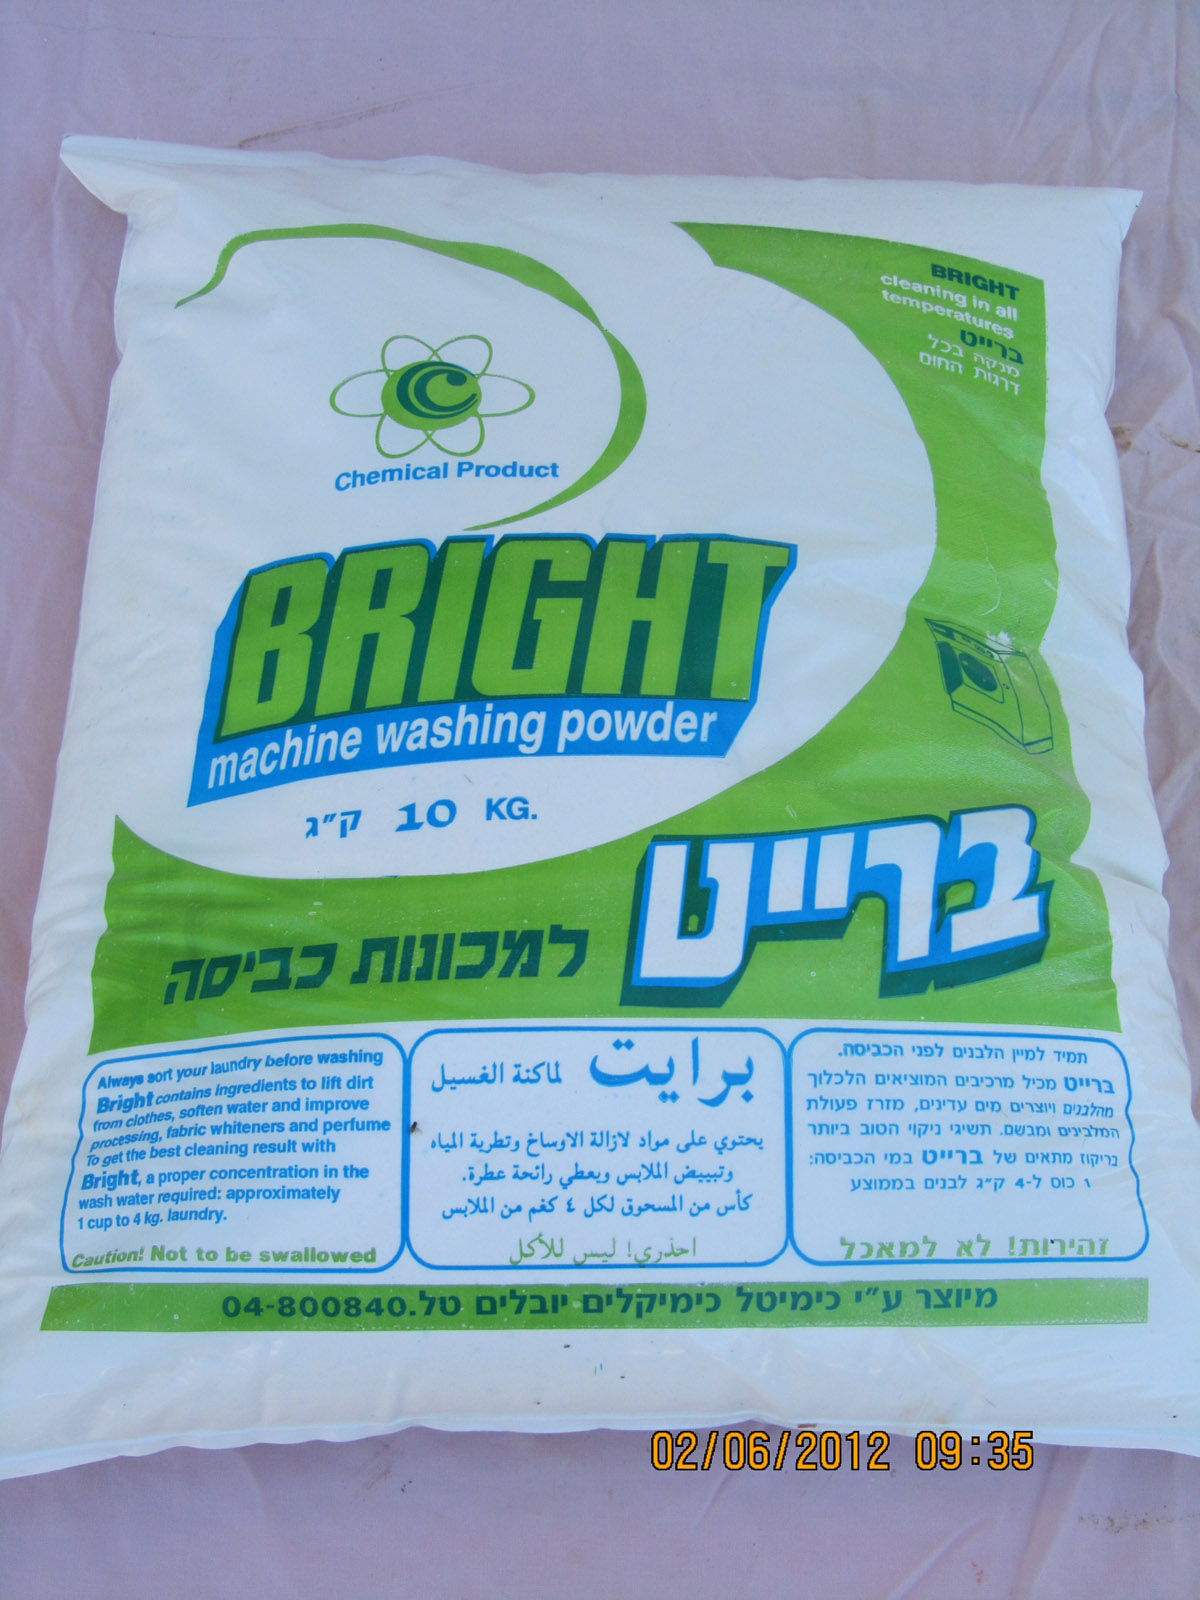 BRIGHT
cleaning in all
temperatures
ברייט
מנקה בכל
דרגות החום
Chemical Product
BRIGHT
machine washing powder
ק״ג 10 KG.
ברייט
למכונות כביסה
Always sort your laundry before washing
Bright contains ingredients to lift dirt
from clothes, soften water and improve
processing, fabric whiteners and perfume
To get the best cleaning result with
Bright, a proper concentration in the
wash water required: approximately
1 cup to 4 kg. laundry.
Caution! Not to be swallowed
برايت
لماكنة الغسيل
يحتوي على مواد لازالة الاوساخ وتطرية المياه
وتبييض الملابس ويعطي رائحة عطرة.
كأس من المسحوق لكل ٤ كغم من الملابس
احذري! ليس للأكل
תמיד למיין הלבנים לפני הכביסה.
ברייט מכיל מרכיבים המוציאים הלכלוך
מהלבנים ויוצרים מים עדינים, מזרז פעולת
המלבינים ומבשם. תשיגי ניקוי הטוב ביותר
בריקוז מתאים של ברייט במי הכביסה:
1 כוס ל-4 ק״ג לבנים בממוצע
זהירות! לא למאכל
מיוצר ע״י כימיטל כימיקלים יובלים טל.04-800840
02/06/2012 09:35